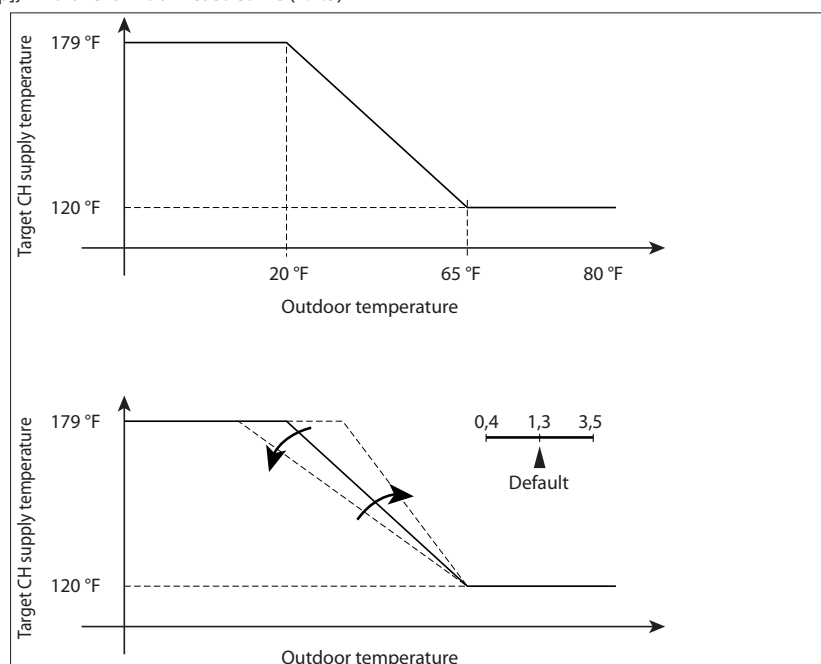 179 °F
Target CH supply temperature
120 °F
20 °F 65 °F 80 °F
Outdoor temperature
179 °F
Target CH supply temperature
0,4 1,3 3,5
Default
120 °F
Outdoor temperature